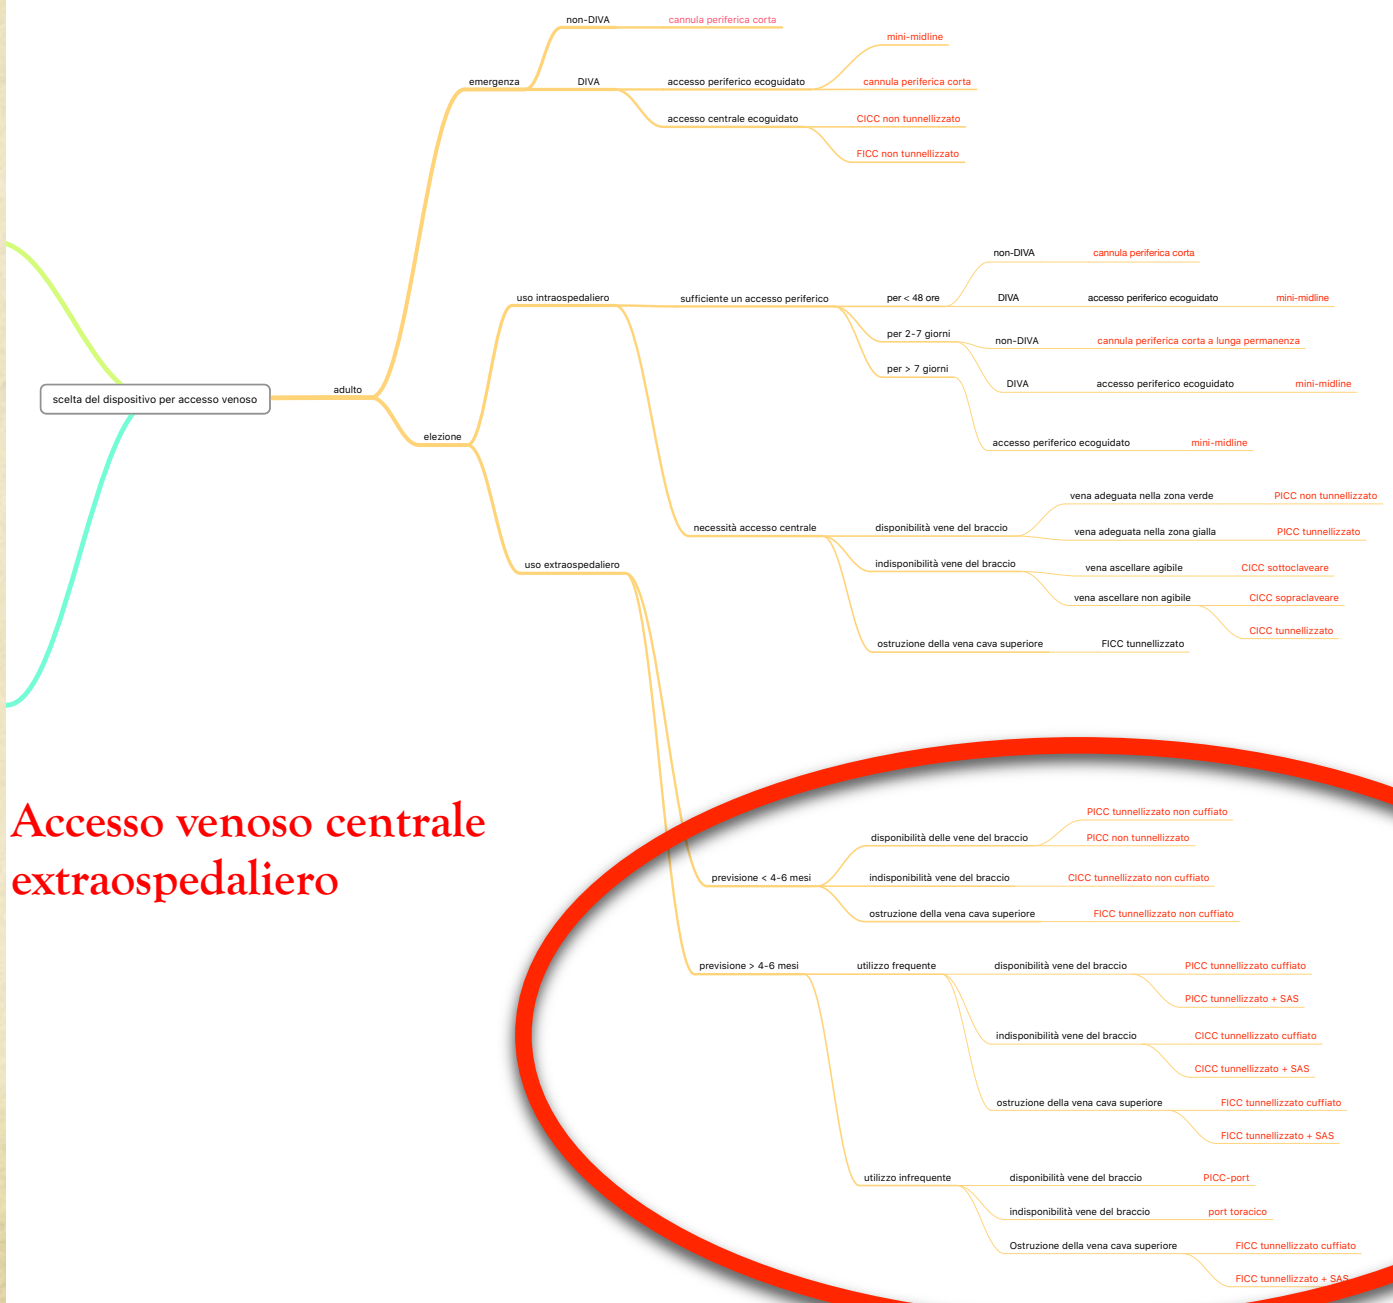 non-DIVA cannula periferica corta
mini-midline
emergenza DIVA accesso periferico ecoguidato cannula periferica corta
accesso centrale ecoguidato CICC non tunnellizzato
FICC non tunnellizzato
non-DIVA cannula periferica corta
uso intraospedaliero sufficiente un accesso periferico per < 48 ore DIVA accesso periferico ecoguidato mini-midline
per 2-7 giorni non-DIVA cannula periferica corta a lunga permanenza
per > 7 giorni
DIVA accesso periferico ecoguidato mini-midline
scelta del dispositivo per accesso venoso adulto
elezione accesso periferico ecoguidato mini-midline
vena adeguata nella zona verde PICC non tunnellizzato
necessità accesso centrale disponibilità vene del braccio vena adeguata nella zona gialla PICC tunnellizzato
uso extraospedaliero indisponibilità vene del braccio vena ascellare agibile CICC sottoclaveare
vena ascellare non agibile CICC sopraclaveare
CICC tunnellizzato
ostruzione della vena cava superiore FICC tunnellizzato
Accesso venoso centrale
extraospedaliero
PICC tunnellizzato non cuffiato
disponibilità delle vene del braccio PICC non tunnellizzato
previsione < 4-6 mesi indisponibilità vene del braccio CICC tunnellizzato non cuffiato
ostruzione della vena cava superiore FICC tunnellizzato non cuffiato
previsione > 4-6 mesi utilizzo frequente disponibilità vene del braccio PICC tunnellizzato cuffiato
PICC tunnellizzato + SAS
indisponibilità vene del braccio CICC tunnellizzato cuffiato
CICC tunnellizzato + SAS
ostruzione della vena cava superiore FICC tunnellizzato cuffiato
FICC tunnellizzato + SAS
utilizzo infrequente disponibilità vene del braccio PICC-port
indisponibilità vene del braccio port toracico
Ostruzione della vena cava superiore FICC tunnellizzato cuffiato
FICC tunnellizzato + SAS